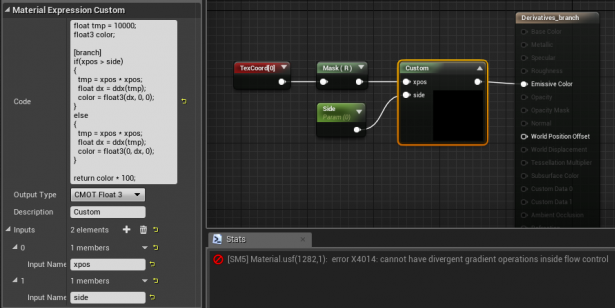 Material Expression Custom
Code
float tmp = 10000;
float3 color;
[branch]
if(xpos > side)
{
tmp = xpos * xpos;
float dx = ddx(tmp);
color = float3(dx, 0, 0);
}
else
{
tmp = xpos * xpos;
float dx = ddx(tmp);
color = float3(0, dx, 0);
}
return color * 100;
Output Type CMOT Float 3
Description Custom
Inputs 2 elements
0 1 members
Input Name xpos
1 1 members
Input Name side
TexCoord[0]
Mask ( R )
Side
Param (0)
Custom
xpos
side
Derivatives_branch
Base Color
Metallic
Specular
Roughness
Emissive Color
Opacity
Opacity Mask
Normal
World Position Offset
World Displacement
Tessellation Multiplier
Subsurface Color
Custom Data 0
Custom Data 1
Ambient Occlusion
Stats
[SM5] Material.usf(1282,1): error X4014: cannot have divergent gradient operations inside flow control